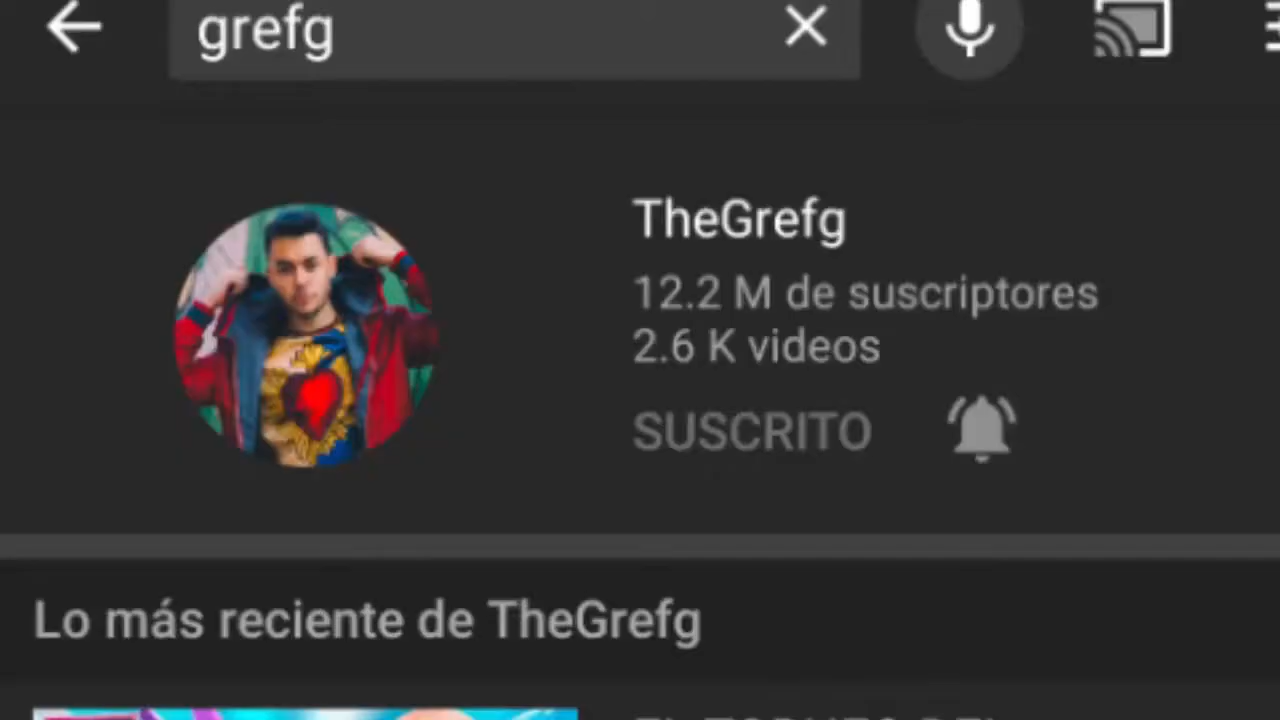 grefg
TheGrefg
12.2 M de suscriptores
2.6 K videos
SUSCRITO
Lo más reciente de TheGrefg